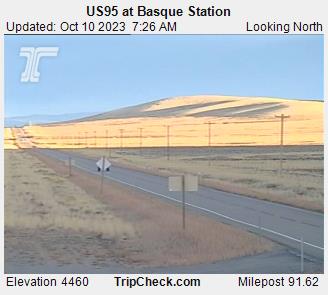 US95 at Basque Station
Updated: Oct 10 2023 7:26 AM Looking North
Elevation 4460 TripCheck.com Milepost 91.62